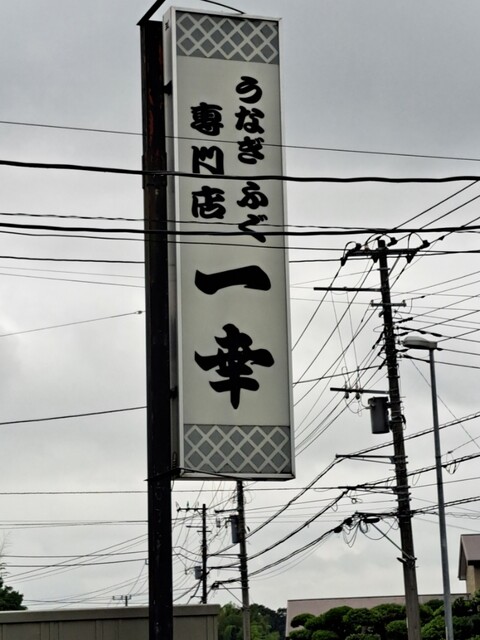 うなぎ ふぐ
専門店
一幸